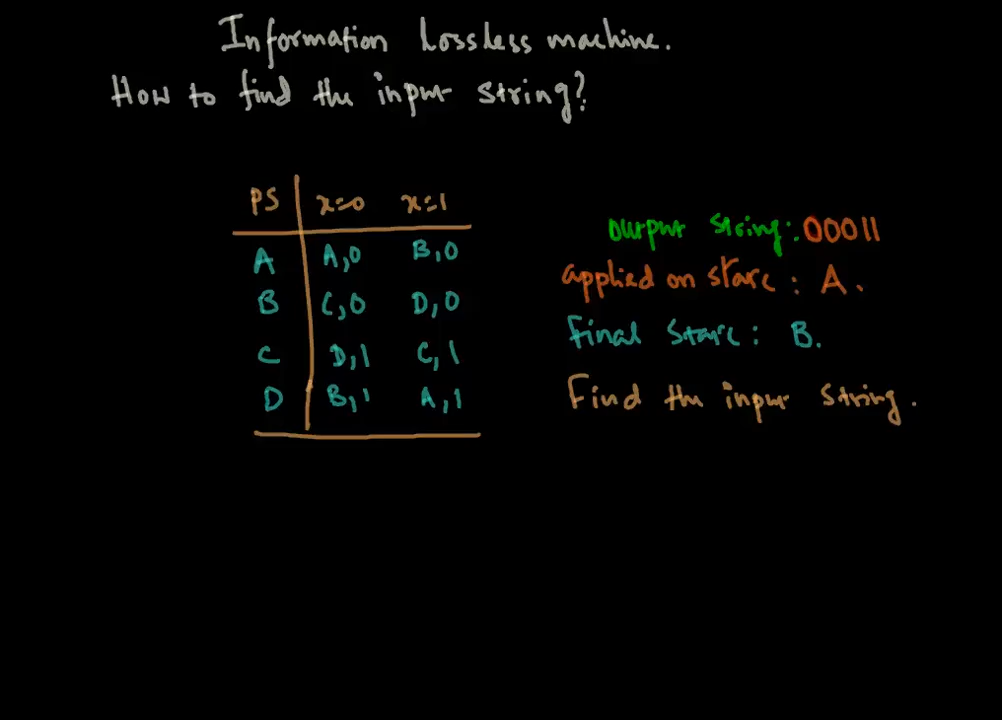 Information Lossless machine.
How to find the input string?
PS x=0 x=1
A A,0 B,0
B C,0 D,0
C D,1 C,1
D B,1 A,1
output string: 00011
applied on state: A.
final state: B.
Find the input string.